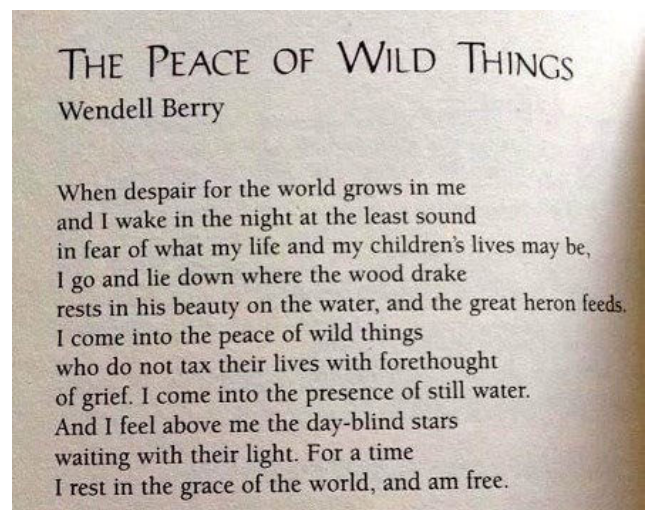 THE PEACE OF WILD THINGS
Wendell Berry
When despair for the world grows in me
and I wake in the night at the least sound
in fear of what my life and my children's lives may be,
I go and lie down where the wood drake
rests in his beauty on the water, and the great heron feeds.
I come into the peace of wild things
who do not tax their lives with forethought
of grief. I come into the presence of still water.
And I feel above me the day-blind stars
waiting with their light. For a time
I rest in the grace of the world, and am free.